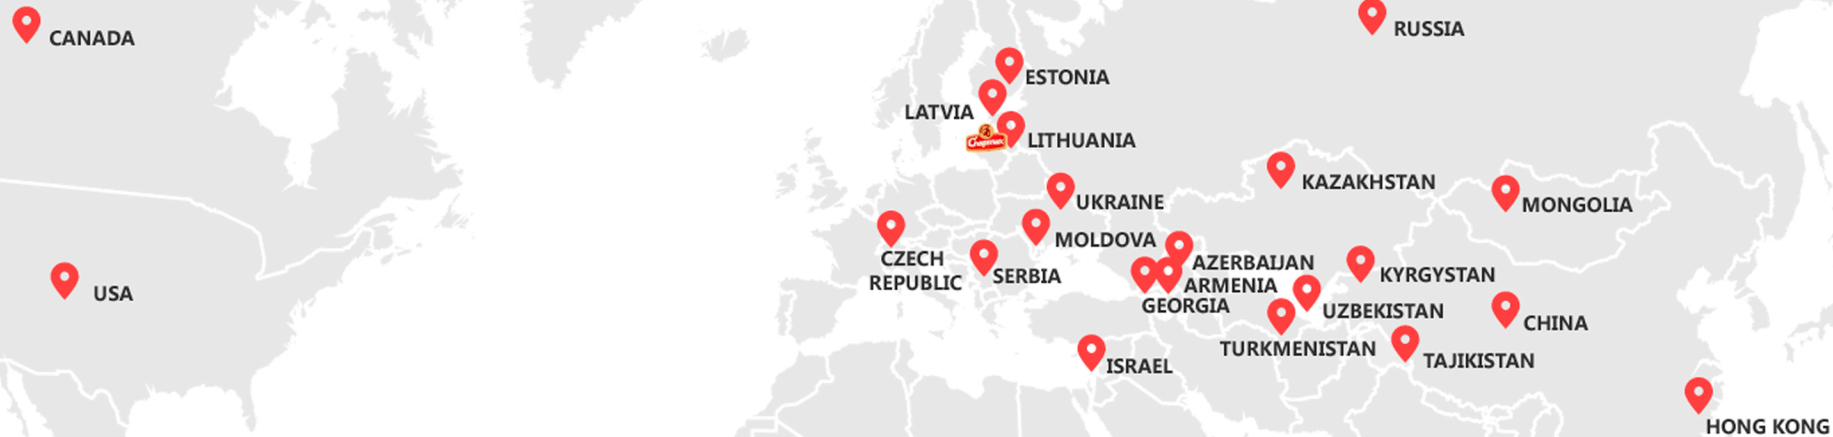 CANADA
RUSSIA
ESTONIA
LATVIA
LITHUANIA
KAZAKHSTAN
UKRAINE
MONGOLIA
MOLDOVA
CZECH
REPUBLIC
SERBIA
AZERBAIJAN
ARMENIA
GEORGIA
KYRGYSTAN
USA
UZBEKISTAN
CHINA
TURKMENISTAN
TAJIKISTAN
ISRAEL
HONG KONG